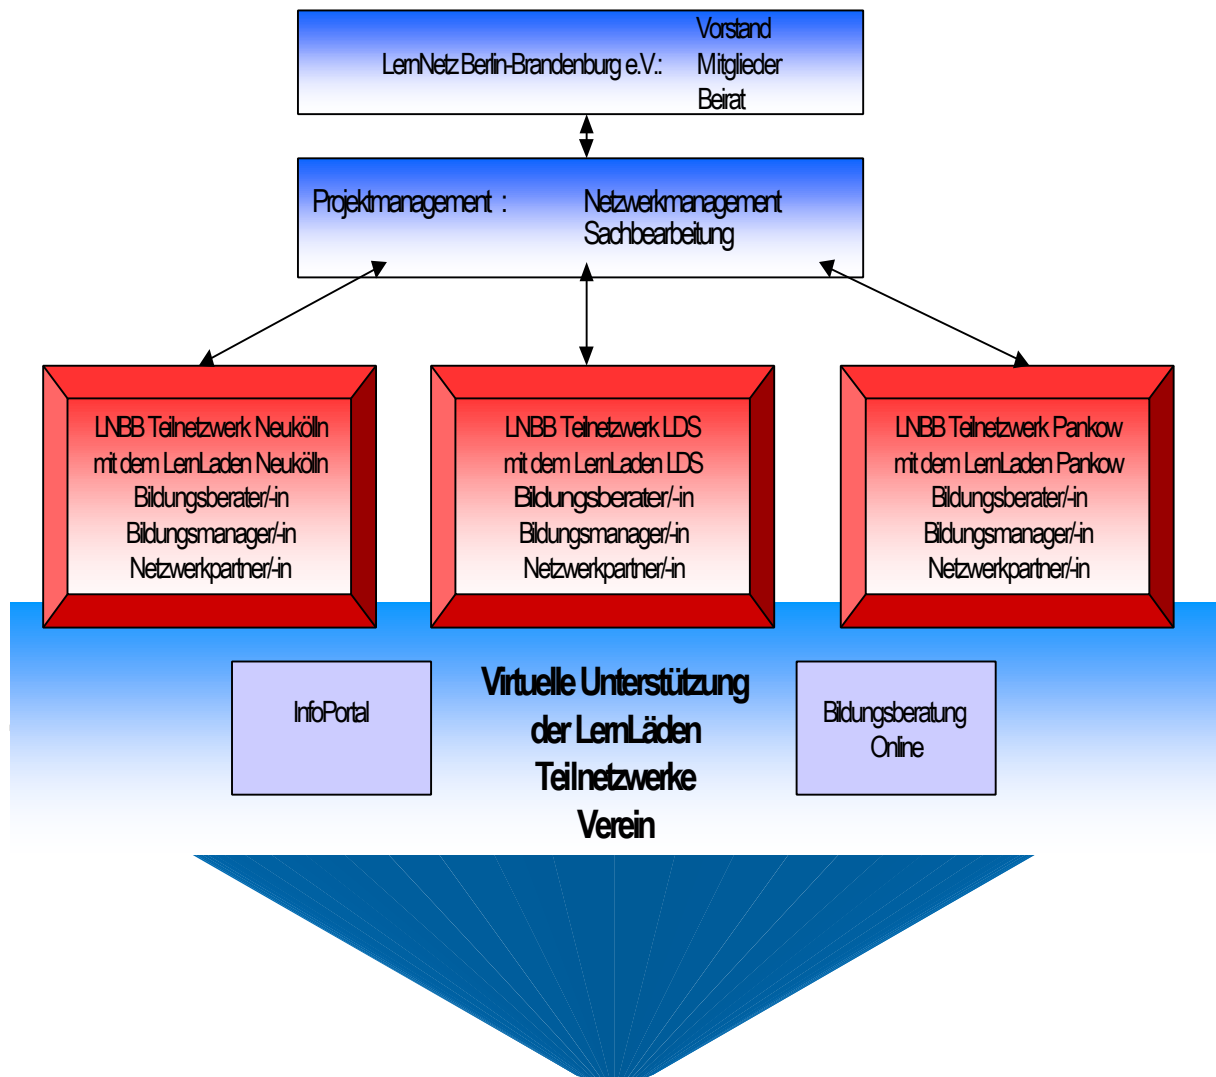 Vorstand
LernNetz Berlin-Brandenburg e.V.: Mitglieder
Beirat
Projektmanagement : Netzwerkmanagement
Sachbearbeitung
LNBB Teilnetzwerk Neukölln
mit dem LernLaden Neukölln
Bildungsberater/-in
Bildungsmanager/-in
Netzwerkpartner/-in
LNBB Teilnetzwerk LDS
mit dem LernLaden LDS
Bildungsberater/-in
Bildungsmanager/-in
Netzwerkpartner/-in
LNBB Teilnetzwerk Pankow
mit dem LernLaden Pankow
Bildungsberater/-in
Bildungsmanager/-in
Netzwerkpartner/-in
InfoPortal
Virtuelle Unterstützung
der LernLäden
Teilnetzwerke
Verein
Bildungsberatung
Online